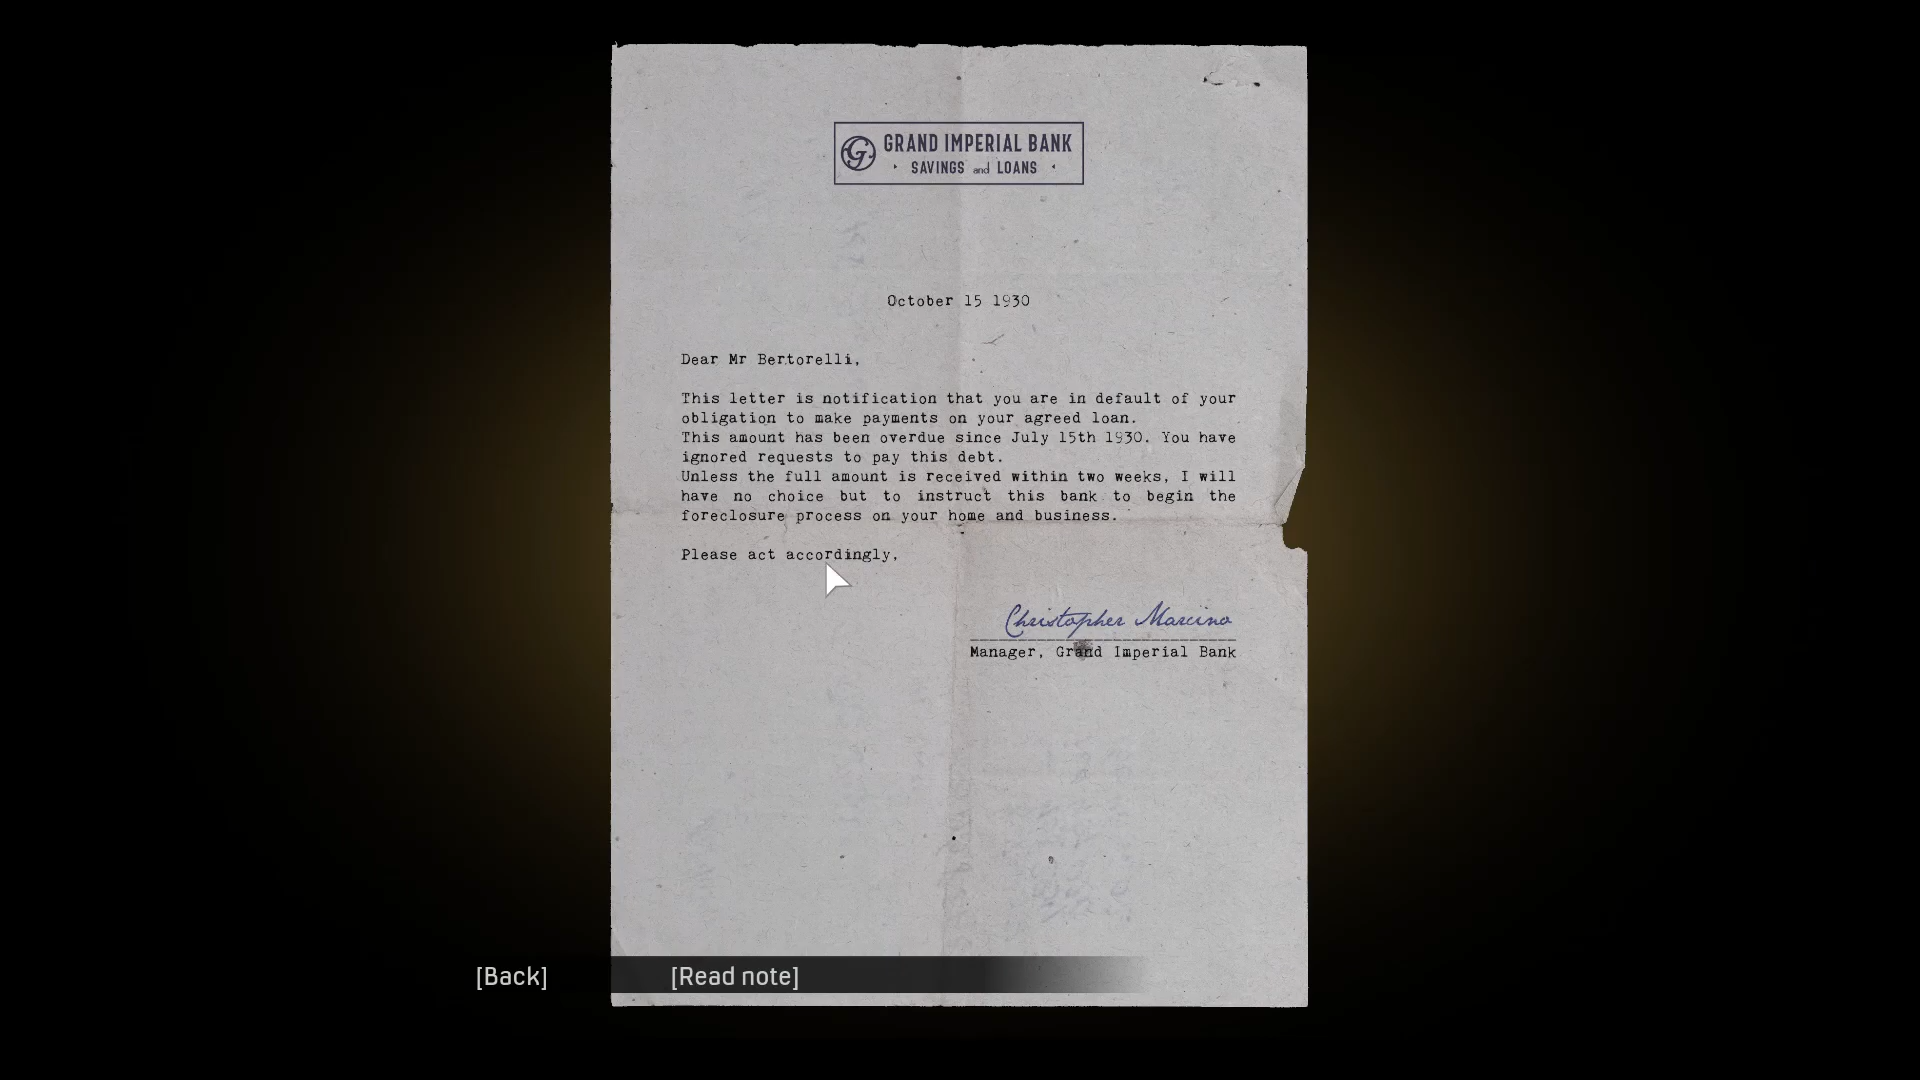 GRAND IMPERIAL BANK
SAVINGS and LOANS
October 15 1930
Dear Mr Bertorelli,
This letter is notification that you are in default of your
obligation to make payments on your agreed loan.
This amount has been overdue since July 15th 1930. You have
ignored requests to pay this debt.
Unless the full amount is received within two weeks, I will
have no choice but to instruct this bank to begin the
foreclosure process on your home and business.
Please act accordingly,
Christopher Marcino
Manager, Grand Imperial Bank
[Back] [Read note]